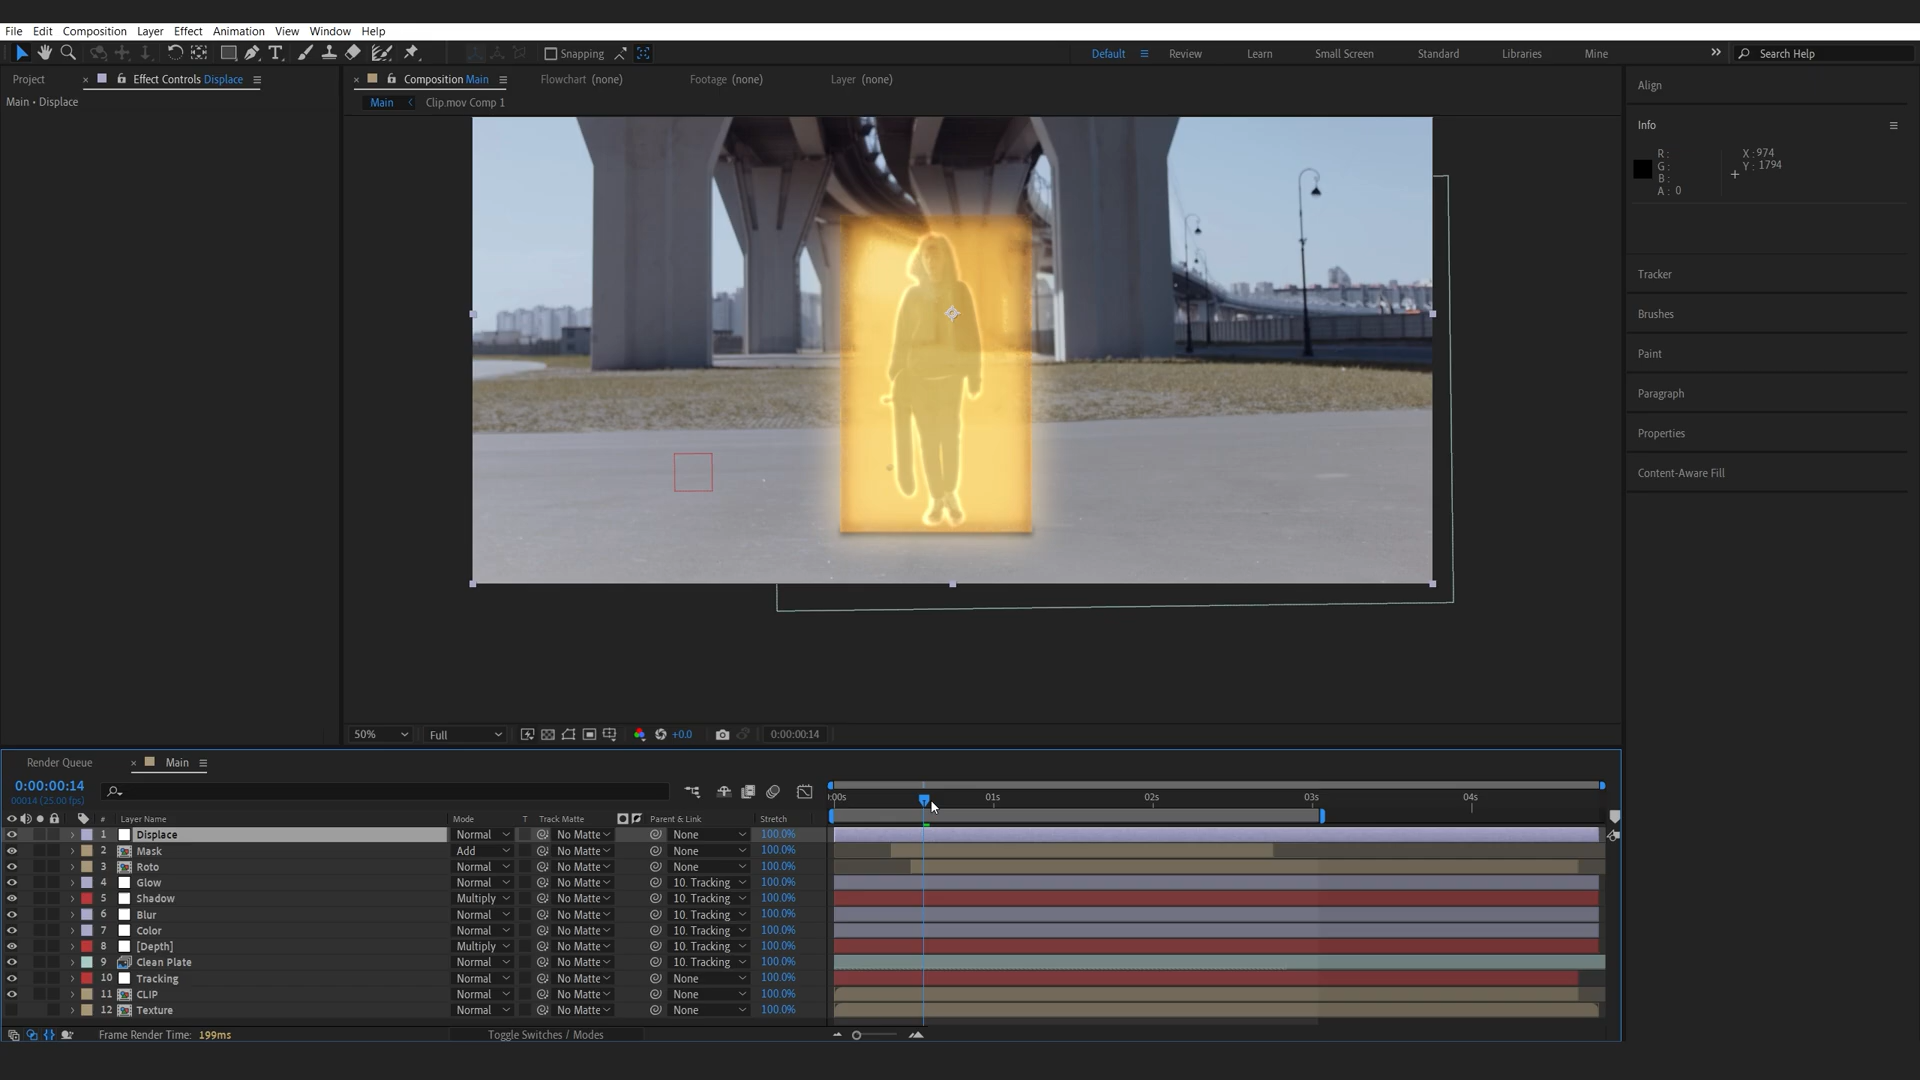 File Edit Composition Layer Effect Animation View Window Help
Snapping Default Review Learn Small Screen Standard Libraries Mine Search Help
Project Effect Controls Displace Composition Main Flowchart (none) Footage (none) Layer (none)
Main • Displace Main Clip.mov Comp 1
Align
Info
R : X : 974
G : Y : 1794
B :
A : 0
Tracker
Brushes
Paint
Paragraph
Properties
Content-Aware Fill
50% Full +0.0 0:00:00:14
Render Queue Main
0:00:00:14
00014 (25.00 fps)
:00s 01s 02s 03s 04s
# Layer Name Mode T Track Matte Parent & Link Stretch
1 Displace Normal No Matte None 100.0%
2 Mask Add No Matte None 100.0%
3 Roto Normal No Matte None 100.0%
4 Glow Normal No Matte 10. Tracking 100.0%
5 Shadow Multiply No Matte 10. Tracking 100.0%
6 Blur Normal No Matte 10. Tracking 100.0%
7 Color Normal No Matte 10. Tracking 100.0%
8 [Depth] Multiply No Matte 10. Tracking 100.0%
9 Clean Plate Normal No Matte 10. Tracking 100.0%
10 Tracking Normal No Matte None 100.0%
11 CLIP Normal No Matte None 100.0%
12 Texture Normal No Matte None 100.0%
Frame Render Time: 199ms Toggle Switches / Modes